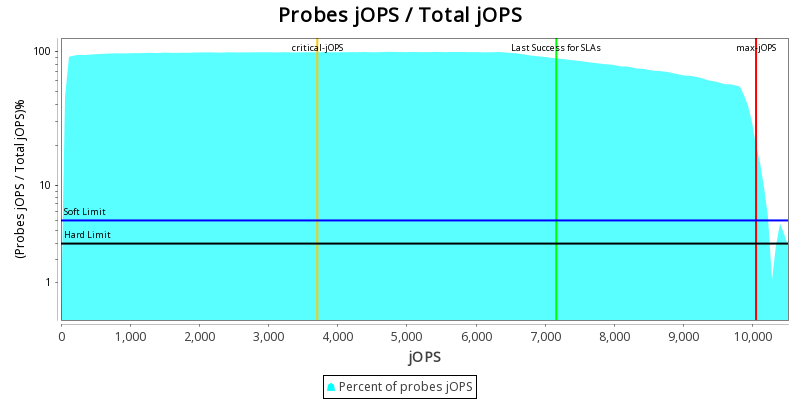 Probes jOPS / Total jOPS
critical-jOPS
Last Success for SLAs
max-jOPS
(Probes jOPS / Total jOPS)%
100
10
1
Soft Limit
Hard Limit
0
1,000
2,000
3,000
4,000
5,000
6,000
7,000
8,000
9,000
10,000
jOPS
Percent of probes jOPS